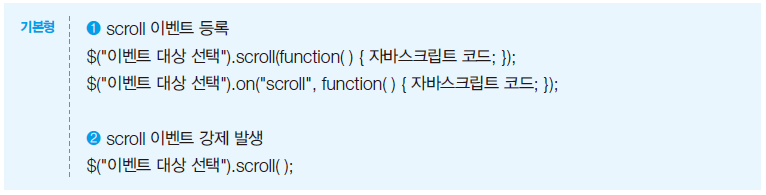 기본형
❶ scroll 이벤트 등록
$("이벤트 대상 선택").scroll(function( ) { 자바스크립트 코드; });
$("이벤트 대상 선택").on("scroll", function( ) { 자바스크립트 코드; });
❷ scroll 이벤트 강제 발생
$("이벤트 대상 선택").scroll( );